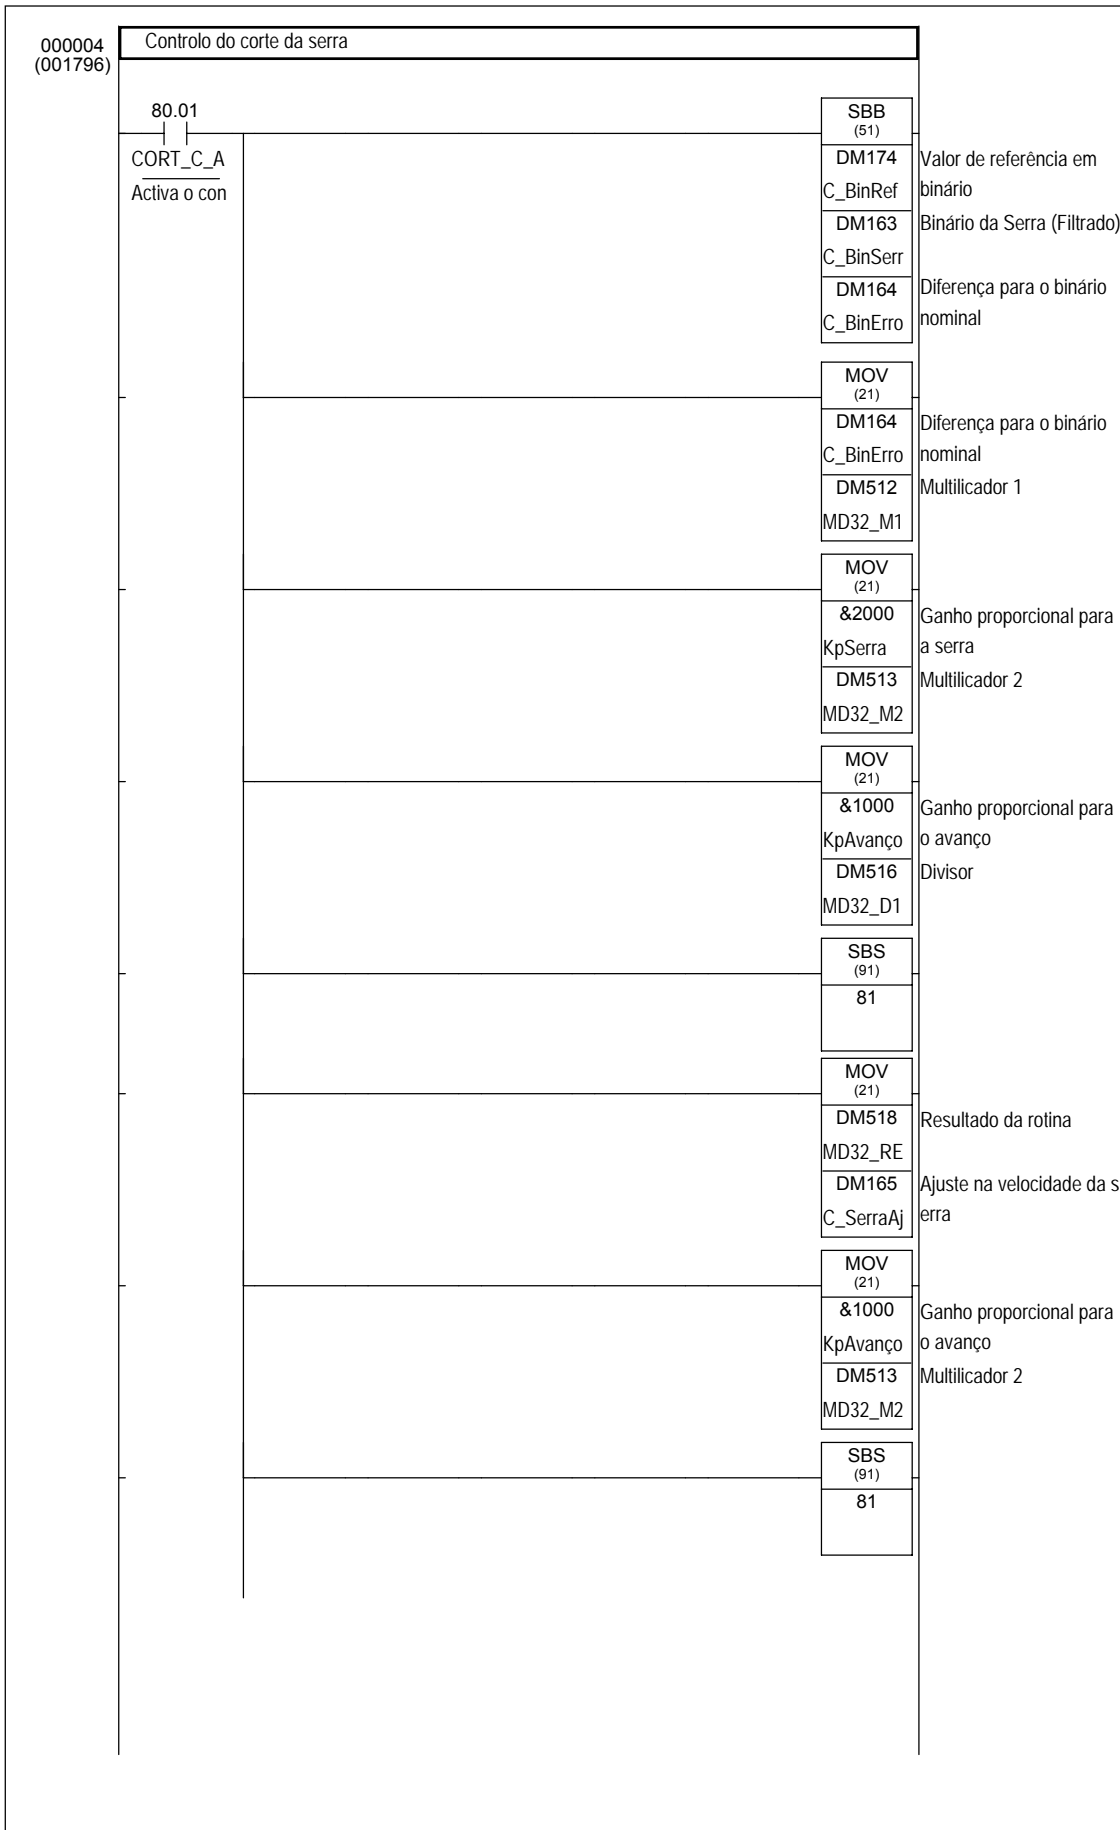 000004
(001796)
Controlo do corte da serra
80.01
CORT_C_A
Activa o con
SBB
(51)
DM174
C_BinRef
Valor de referência em
binário
DM163
C_BinSerr
Binário da Serra (Filtrado)
DM164
C_BinErro
Diferença para o binário
nominal
MOV
(21)
DM164
C_BinErro
Diferença para o binário
nominal
DM512
MD32_M1
Multilicador 1
MOV
(21)
&2000
KpSerra
Ganho proporcional para
a serra
DM513
MD32_M2
Multilicador 2
MOV
(21)
&1000
KpAvanço
Ganho proporcional para
o avanço
DM516
MD32_D1
Divisor
SBS
(91)
81
MOV
(21)
DM518
MD32_RE
Resultado da rotina
DM165
C_SerraAj
Ajuste na velocidade da s
erra
MOV
(21)
&1000
KpAvanço
Ganho proporcional para
o avanço
DM513
MD32_M2
Multilicador 2
SBS
(91)
81